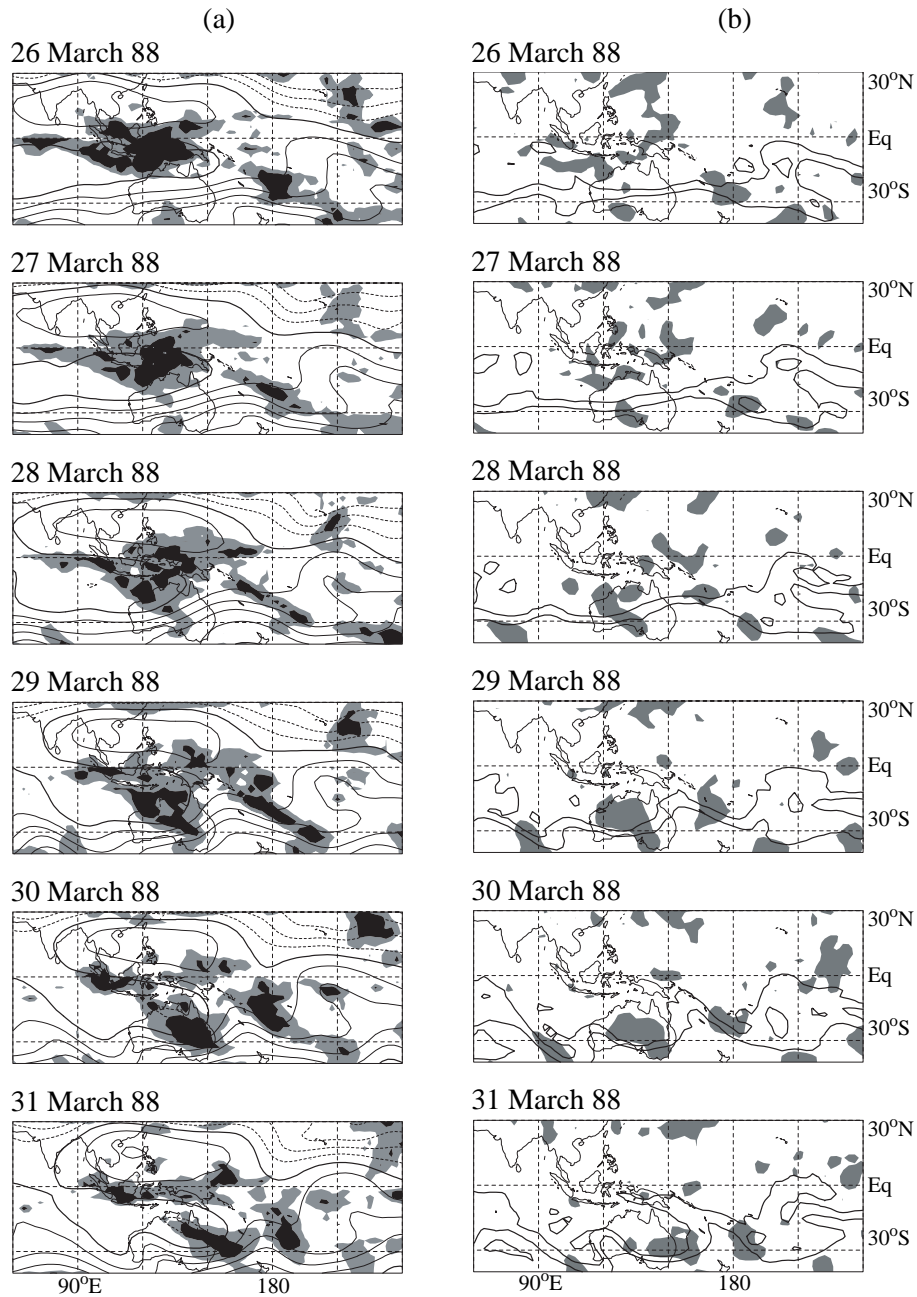 (a) (b)
26 March 88 26 March 88
30°N
Eq
30°S
27 March 88 27 March 88
30°N
Eq
30°S
28 March 88 28 March 88
30°N
Eq
30°S
29 March 88 29 March 88
30°N
Eq
30°S
30 March 88 30 March 88
30°N
Eq
30°S
31 March 88 31 March 88
30°N
Eq
30°S
90°E 180 90°E 180